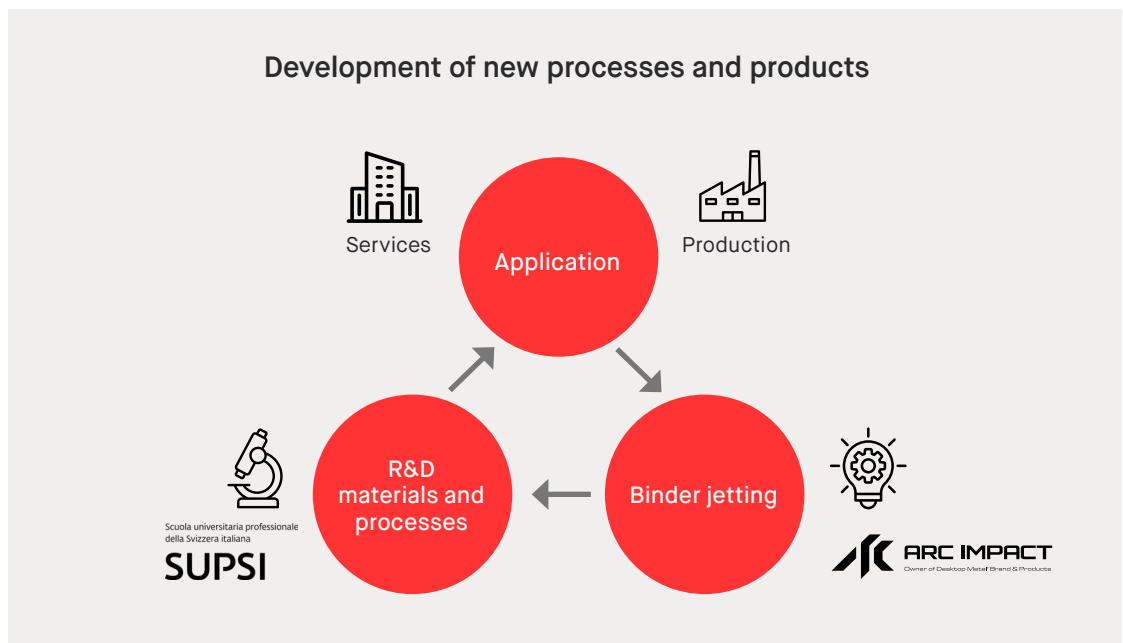 Development of new processes and products
Services
Application
Production
R&D
materials and
processes
Binder jetting
Scuola universitaria professionale
della Svizzera italiana
SUPSI
ARC IMPACT
Owner of Desktop Metal Brand & Products